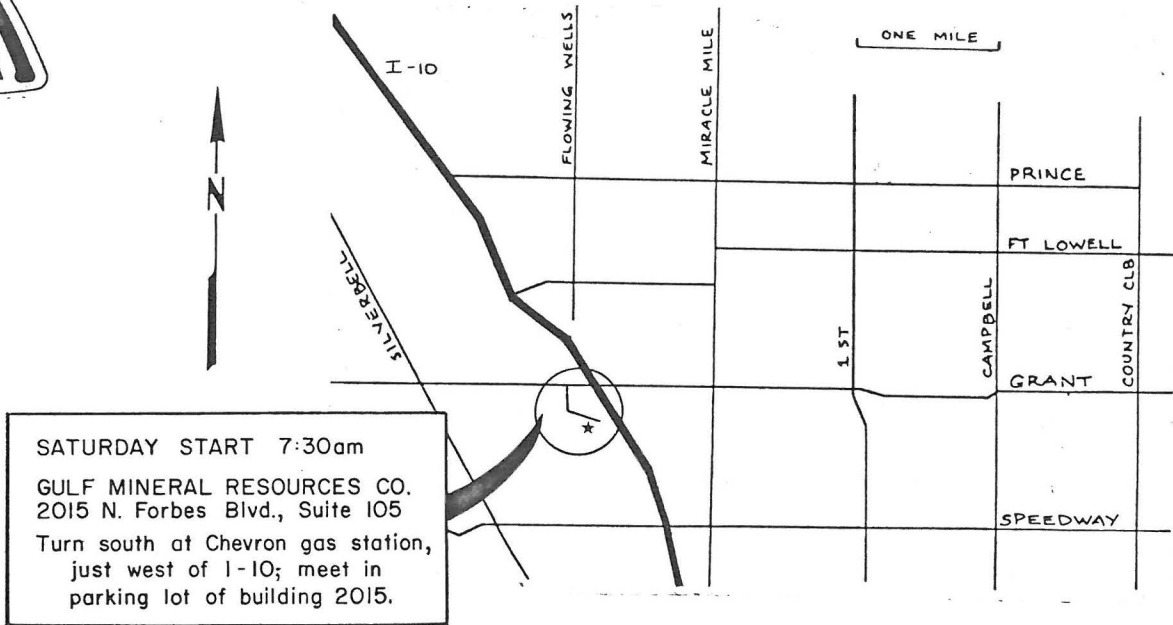 ONE MILE
I-10
FLOWING WELLS
MIRACLE MILE
PRINCE
N
FT LOWELL
SILVERBELL
1 ST
CAMPBELL
COUNTRY CLB
GRANT
SATURDAY START 7:30am
GULF MINERAL RESOURCES CO.
2015 N. Forbes Blvd., Suite 105
Turn south at Chevron gas station,
just west of I-10; meet in
parking lot of building 2015.
SPEEDWAY